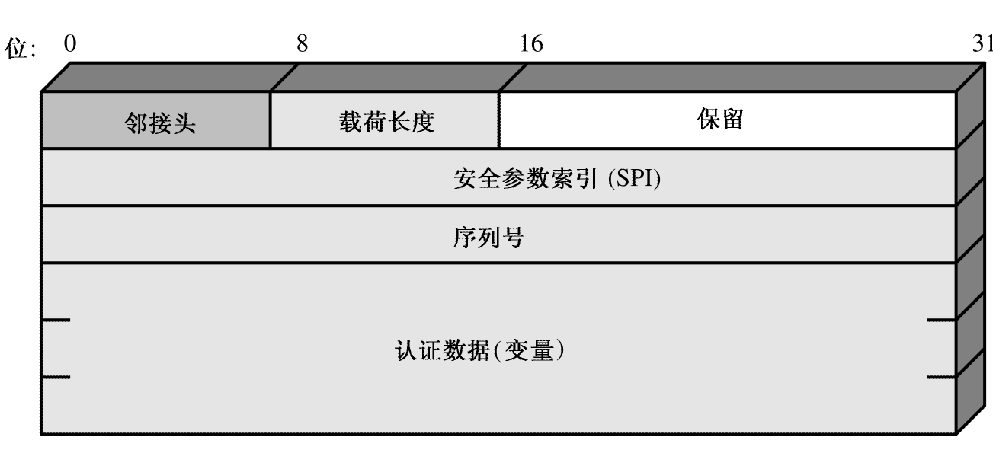 位: 0 8 16 31
邻接头 载荷长度 保留
安全参数索引 (SPI)
序列号
认证数据(变量)